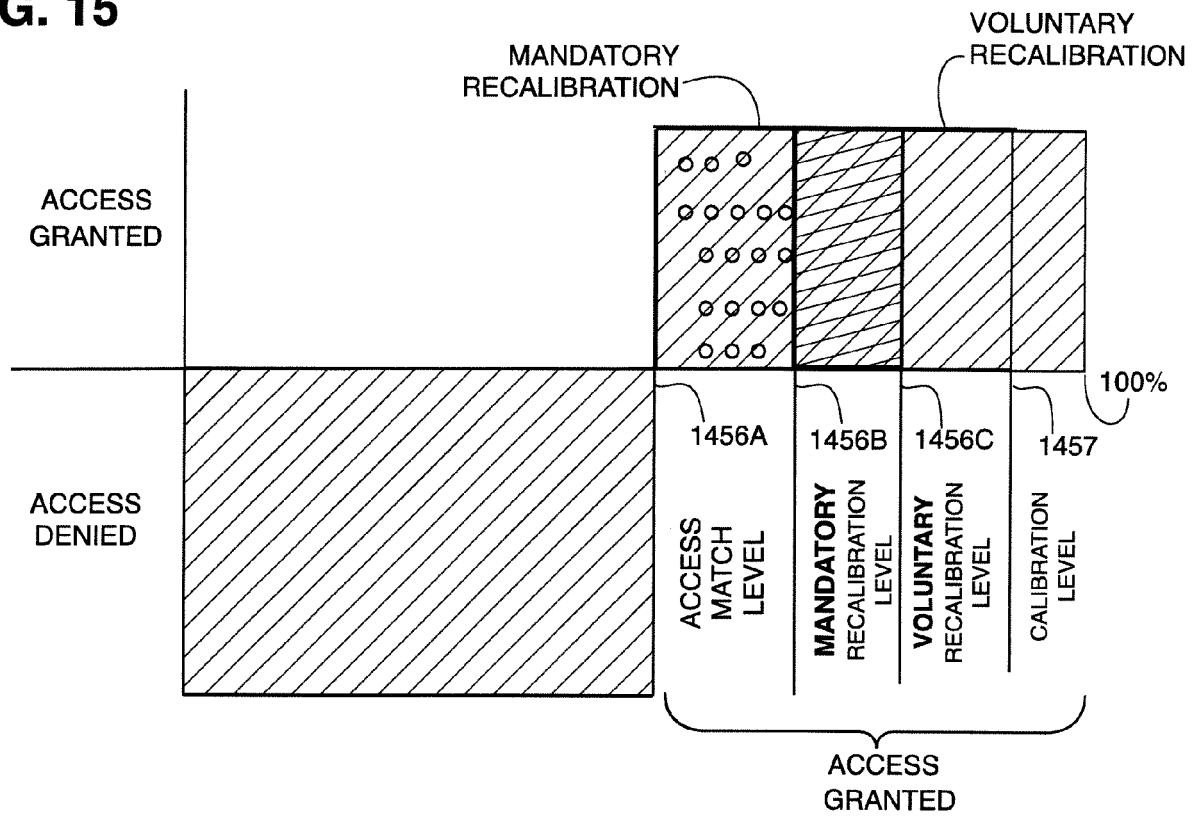 G. 15
VOLUNTARY
RECALIBRATION
MANDATORY
RECALIBRATION
ACCESS
GRANTED
100%
1456A
1456B
1456C
1457
ACCESS
DENIED
ACCESS
MATCH
LEVEL
MANDATORY
RECALIBRATION
LEVEL
VOLUNTARY
RECALIBRATION
LEVEL
CALIBRATION
LEVEL
ACCESS
GRANTED